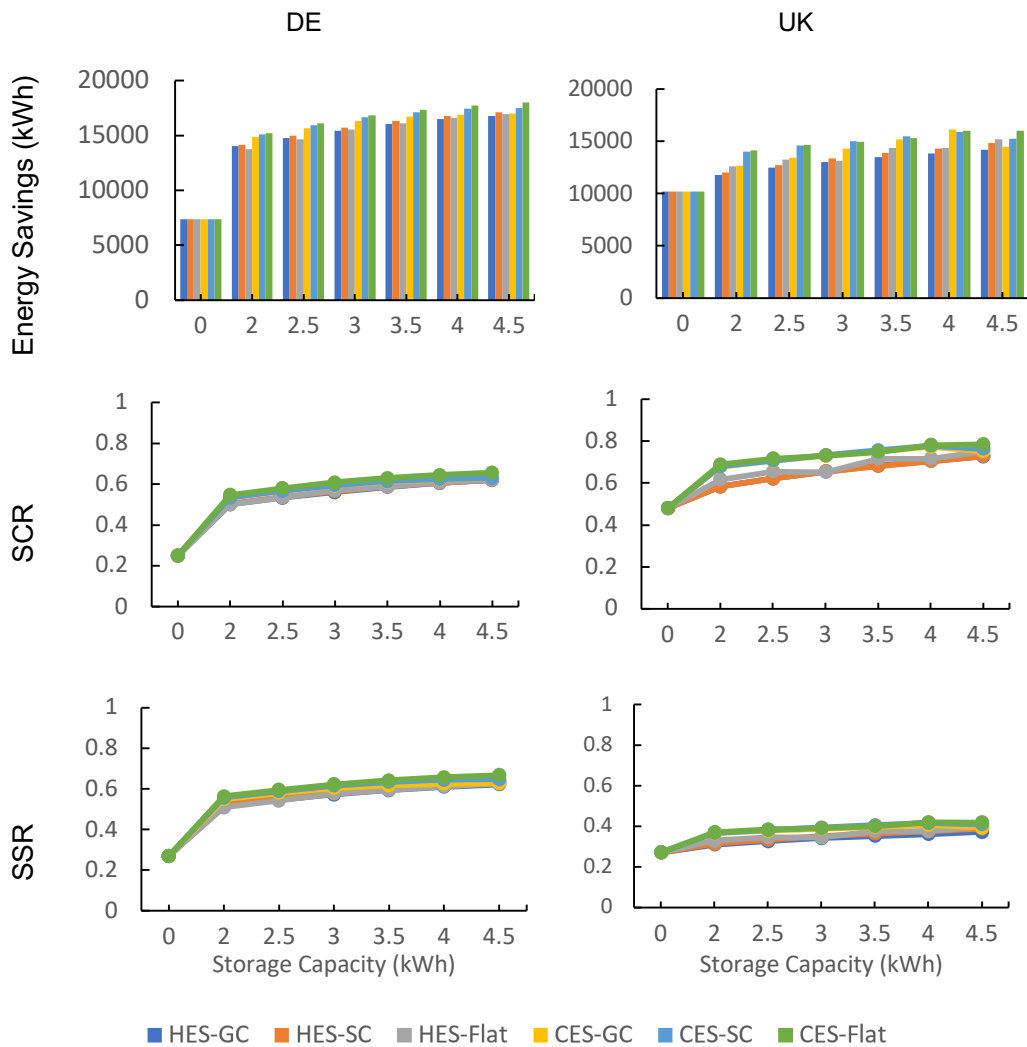 DE
UK
Energy Savings (kWh)
20000
15000
10000
5000
0
0 2 2.5 3 3.5 4 4.5
20000
15000
10000
5000
0
0 2 2.5 3 3.5 4 4.5
SCR
1
0.8
0.6
0.4
0.2
0
0 2 2.5 3 3.5 4 4.5
1
0.8
0.6
0.4
0.2
0
0 2 2.5 3 3.5 4 4.5
SSR
1
0.8
0.6
0.4
0.2
0
0 2 2.5 3 3.5 4 4.5
Storage Capacity (kWh)
1
0.8
0.6
0.4
0.2
0
0 2 2.5 3 3.5 4 4.5
Storage Capacity (kWh)
HES-GC HES-SC HES-Flat CES-GC CES-SC CES-Flat